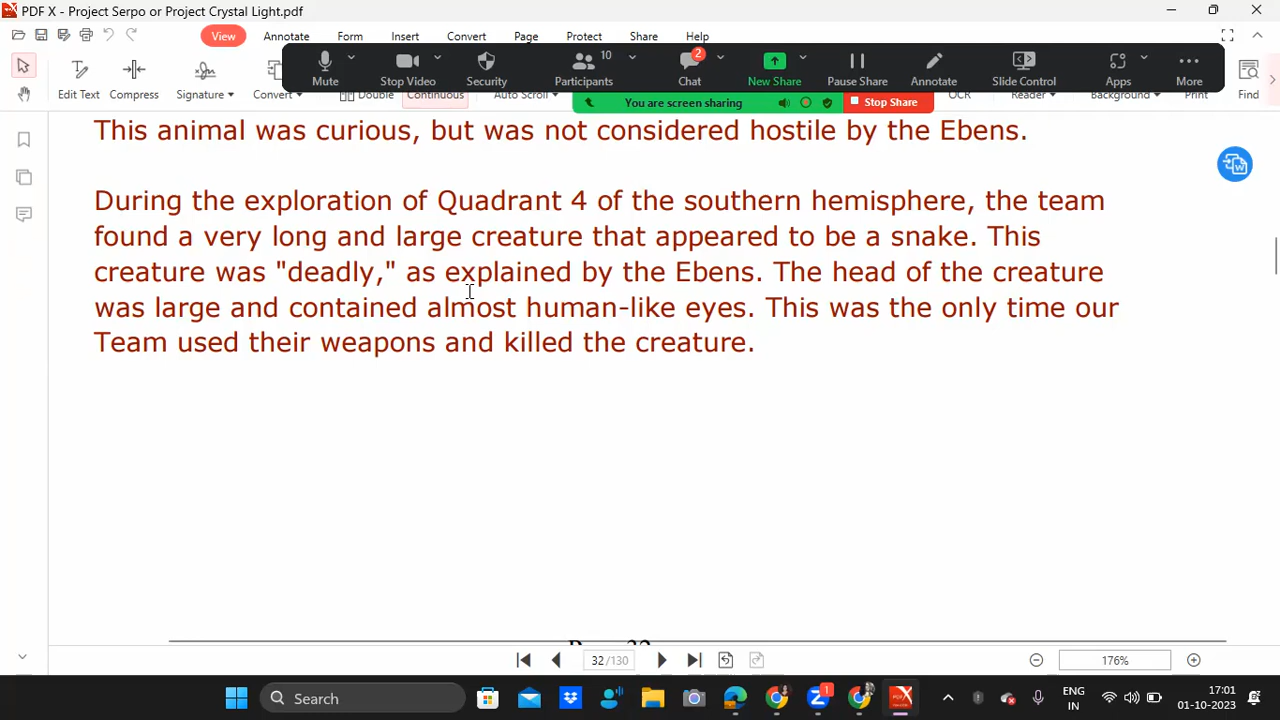 PDF X - Project Serpo or Project Crystal Light.pdf
View Annotate Form Insert Convert Page Protect Share Help
Mute Stop Video Security Participants 10 Chat 2 New Share Pause Share Annotate Slide Control Apps More
Edit Text Compress Signature Convert Double Continuous Auto Scroll OCR Reader Background Print Find
You are screen sharing Stop Share
This animal was curious, but was not considered hostile by the Ebens.
During the exploration of Quadrant 4 of the southern hemisphere, the team
found a very long and large creature that appeared to be a snake. This
creature was "deadly," as explained by the Ebens. The head of the creature
was large and contained almost human-like eyes. This was the only time our
Team used their weapons and killed the creature.
32/130 176%
Search 1 ENG 17:01
IN 01-10-2023